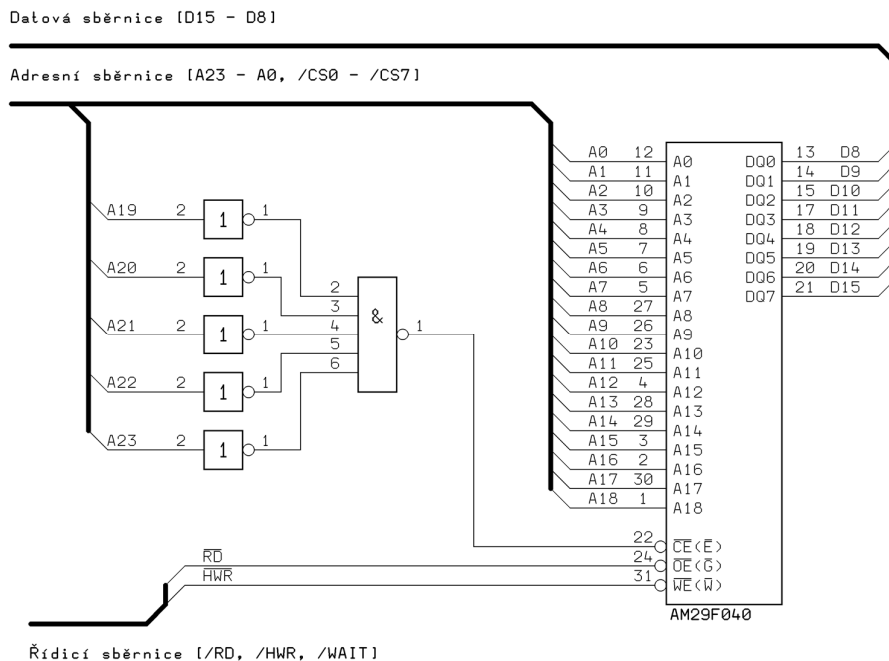 Datová sběrnice [D15 - D8]
Adresní sběrnice [A23 - A0, /CS0 - /CS7]
A0 12 A0 DQ0 13 D8
A1 11 A1 DQ1 14 D9
A2 10 A2 DQ2 15 D10
A3 9 A3 DQ3 17 D11
A4 8 A4 DQ4 18 D12
A5 7 A5 DQ5 19 D13
A6 6 A6 DQ6 20 D14
A7 5 A7 DQ7 21 D15
A8 27 A8
A9 26 A9
A10 23 A10
A11 25 A11
A12 4 A12
A13 28 A13
A14 29 A14
A15 3 A15
A16 2 A16
A17 30 A17
A18 1 A18
A19 2 1 1
A20 2 1 1
A21 2 1 1
A22 2 1 1
A23 2 1 1
2
3
4
5
6
& 1
22 C̅E̅(E̅)
R̅D̅ 24 O̅E̅(G̅)
H̅W̅R̅ 31 W̅E̅(W̅)
AM29F040
Řídicí sběrnice [/RD, /HWR, /WAIT]